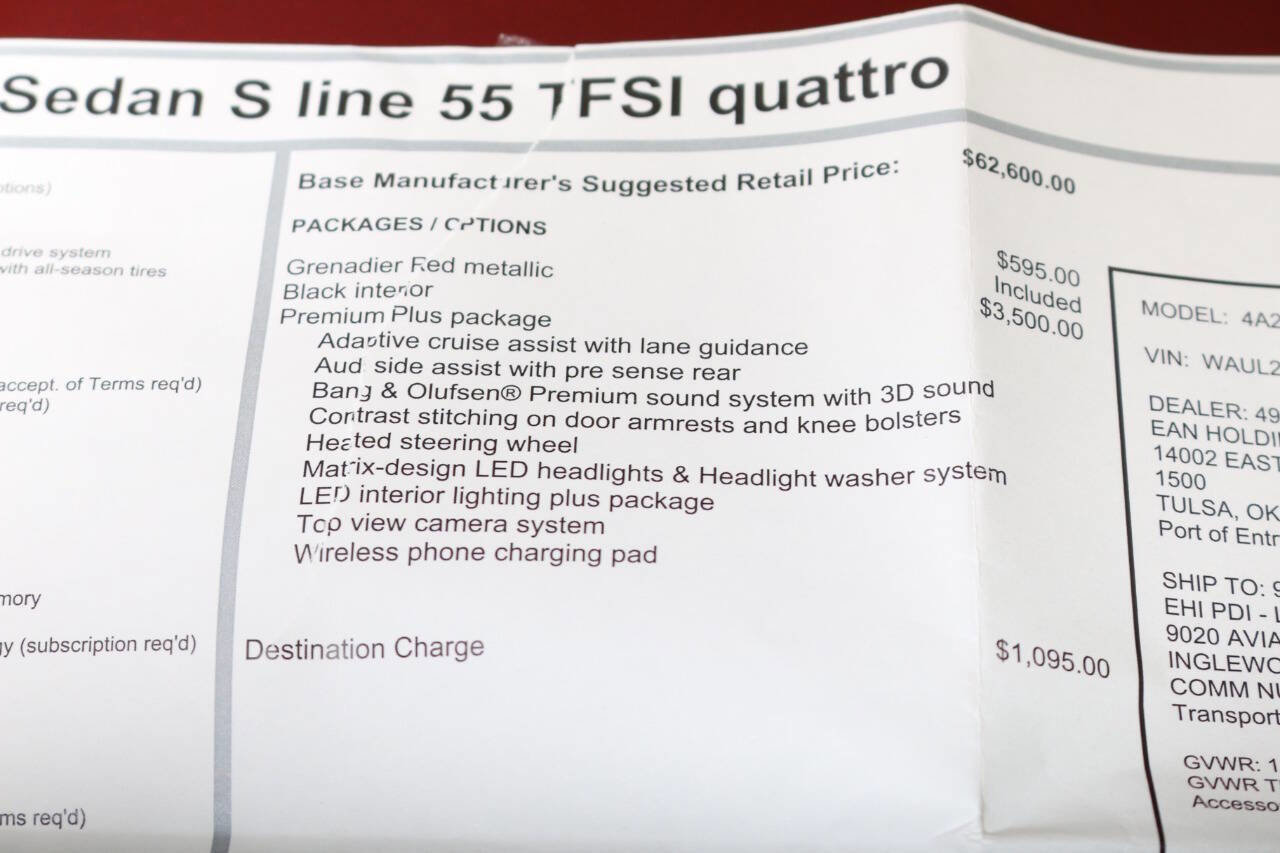 Sedan S line 55 TFSI quattro
drive system
with all-season tires
accept. of Terms req'd)
req'd)
(subscription req'd)
req'd)
Base Manufacturer's Suggested Retail Price: $62,600.00
PACKAGES / OPTIONS
Grenadier Red metallic $595.00
Black interior Included
Premium Plus package $3,500.00
Adaptive cruise assist with lane guidance
Audi side assist with pre sense rear
Bang & Olufsen® Premium sound system with 3D sound
Contrast stitching on door armrests and knee bolsters
Heated steering wheel
Matrix-design LED headlights & Headlight washer system
LED interior lighting plus package
Top view camera system
Wireless phone charging pad
Destination Charge $1,095.00
MODEL: 4A2
VIN: WAUL2
DEALER: 49
EAN HOLDI
14002 EAST
1500
TULSA, OK
Port of Entr
SHIP TO: 9
EHI PDI - L
9020 AVIA
INGLEWO
COMM NU
Transport
GVWR: 1
GVWR T
Accesso